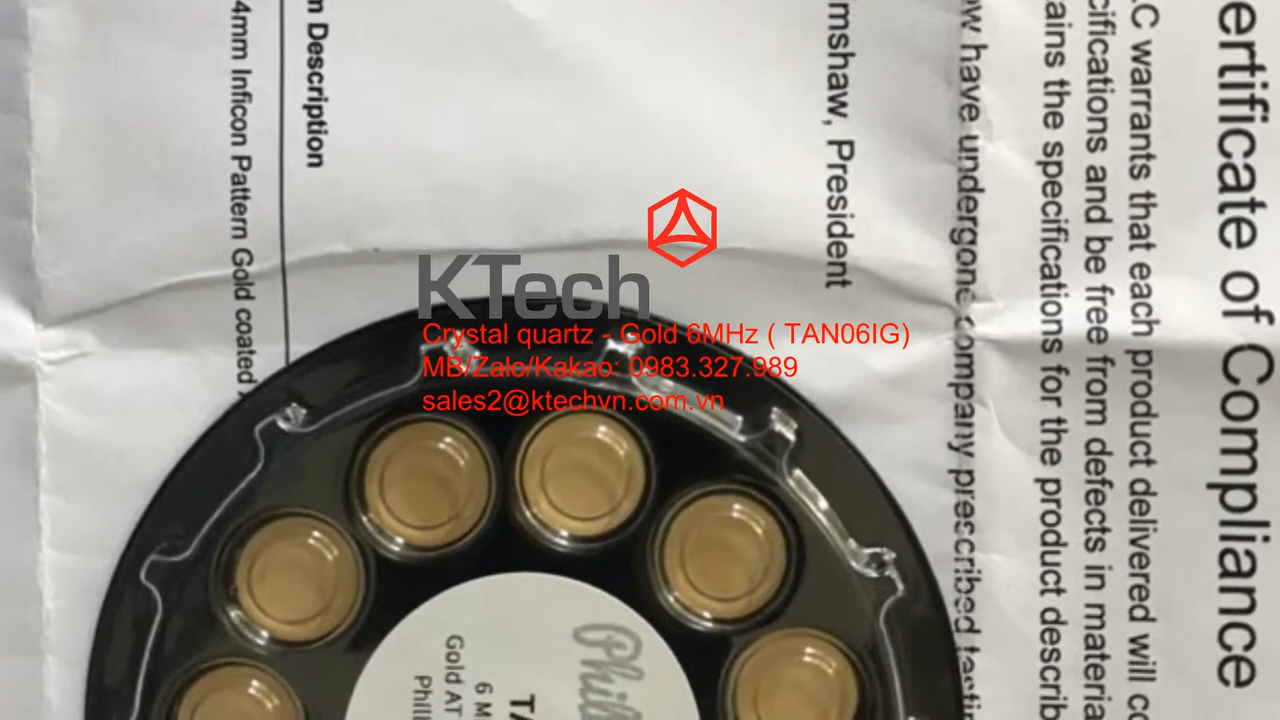 ertificate of Compliance
LC warrants that each product delivered will co
cifications and be free from defects in materia
ains the specifications for the product describ
ow have undergone company prescribed testin
mshaw, President
m Description
4mm Inficon Pattern Gold coated
KTech
Crystal quartz - Gold 6MHz ( TAN06IG)
MB/Zalo/Kakao: 0983.327.989
sales2@ktechvn.com.vn
Phil
TA
6 M
Gold AT
Phill